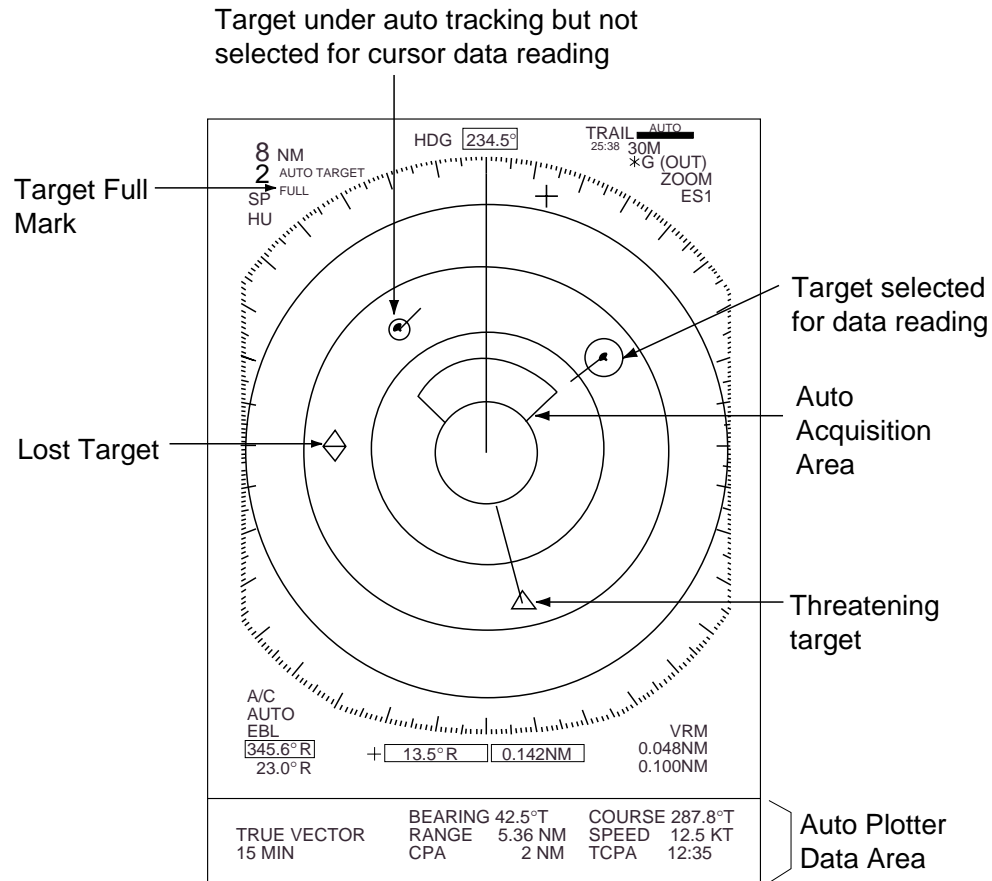 Target under auto tracking but not
selected for cursor data reading
8 NM
2 AUTO TARGET
FULL
SP
HU
HDG 234.5°
TRAIL AUTO
25:38 30M
*G (OUT)
ZOOM
ES1
Target Full
Mark
Target selected
for data reading
Auto
Acquisition
Area
Lost Target
Threatening
target
A/C
AUTO
EBL
345.6° R
23.0° R
+ 13.5° R 0.142NM
VRM
0.048NM
0.100NM
TRUE VECTOR
15 MIN
BEARING 42.5°T
RANGE 5.36 NM
CPA 2 NM
COURSE 287.8°T
SPEED 12.5 KT
TCPA 12:35
Auto Plotter
Data Area